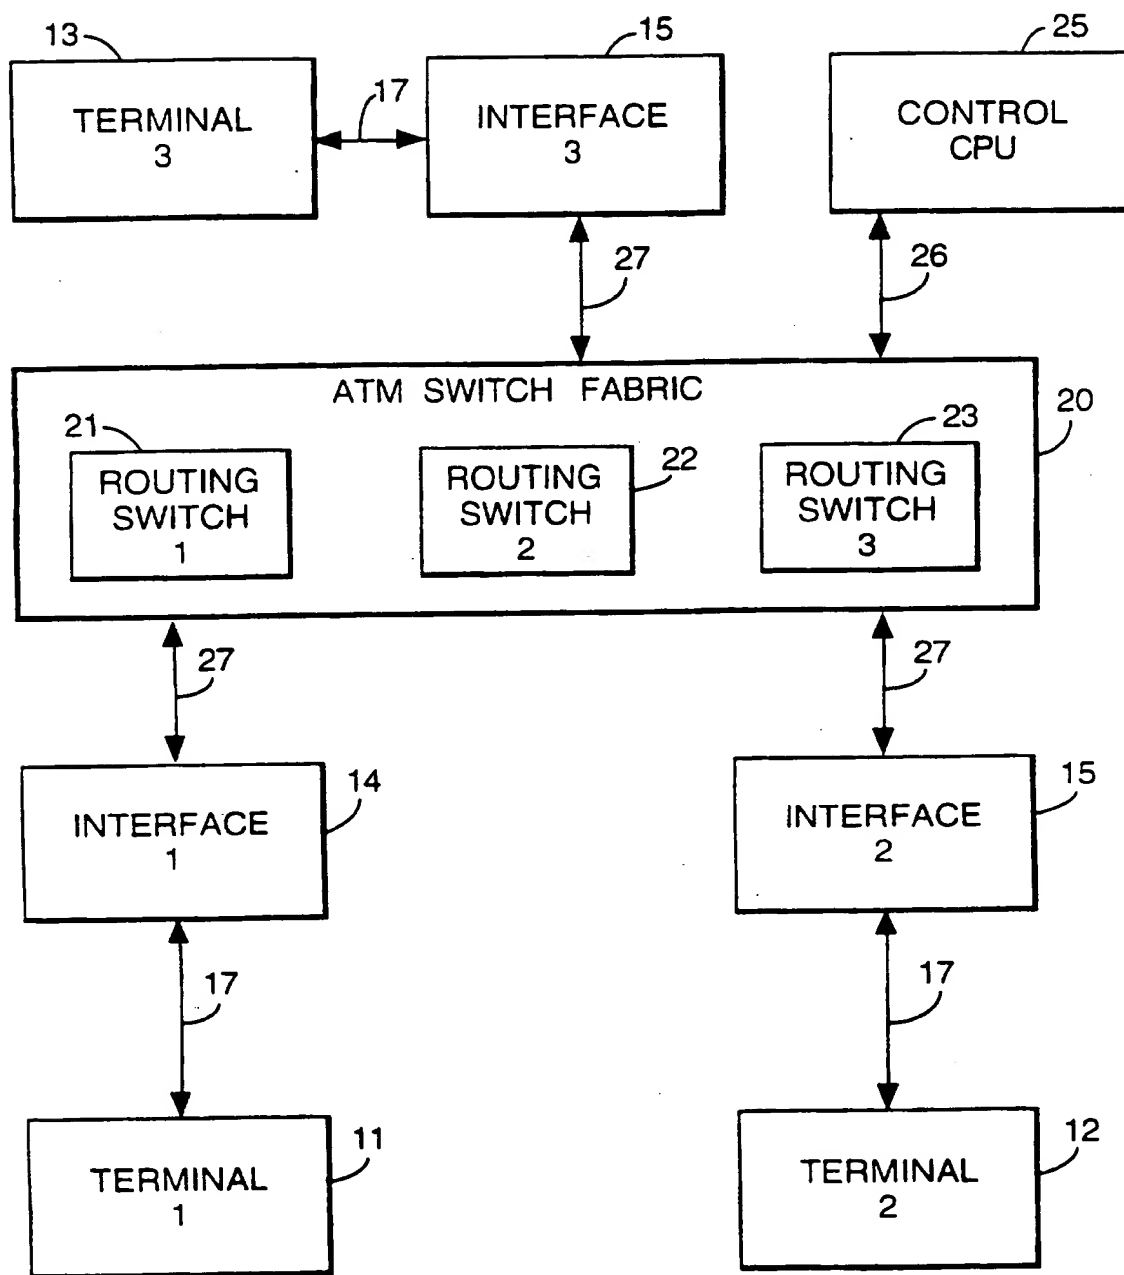 13
15
25
TERMINAL
3
17
INTERFACE
3
CONTROL
CPU
27
26
ATM SWITCH FABRIC
20
21
ROUTING
SWITCH
1
22
ROUTING
SWITCH
2
23
ROUTING
SWITCH
3
27
27
14
INTERFACE
1
15
INTERFACE
2
17
17
11
TERMINAL
1
12
TERMINAL
2